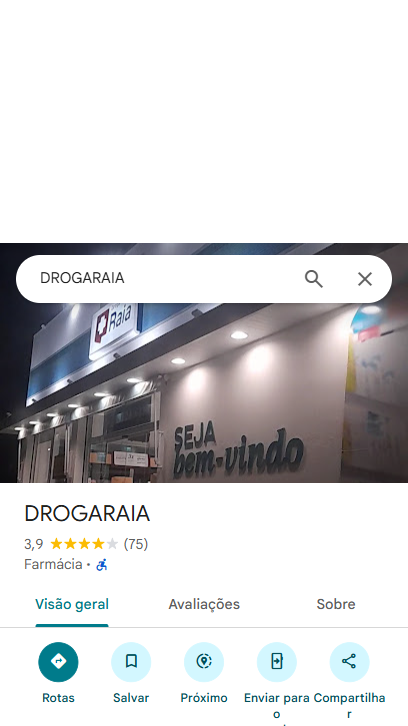 DROGARAIA
Raia
SEJA
bem-vindo
DROGARAIA
3,9 (75)
Farmácia •
Visão geral
Avaliações
Sobre
Rotas
Salvar
Próximo
Enviar para o
Compartilhar